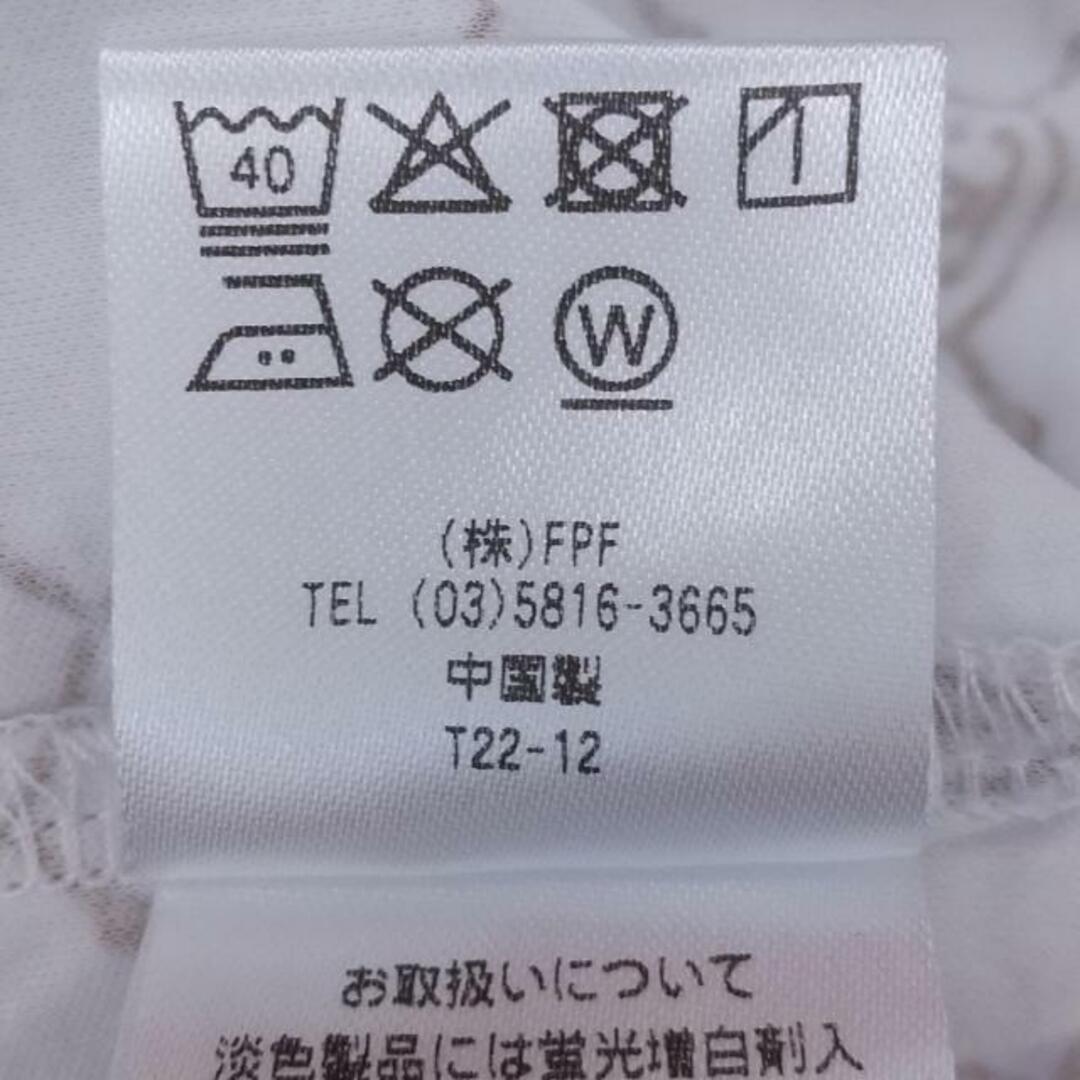 40
W
(株)FPF
TEL (03)5816-3665
中国製
T22-12
お取扱いについて
淡色製品には蛍光増白剤入